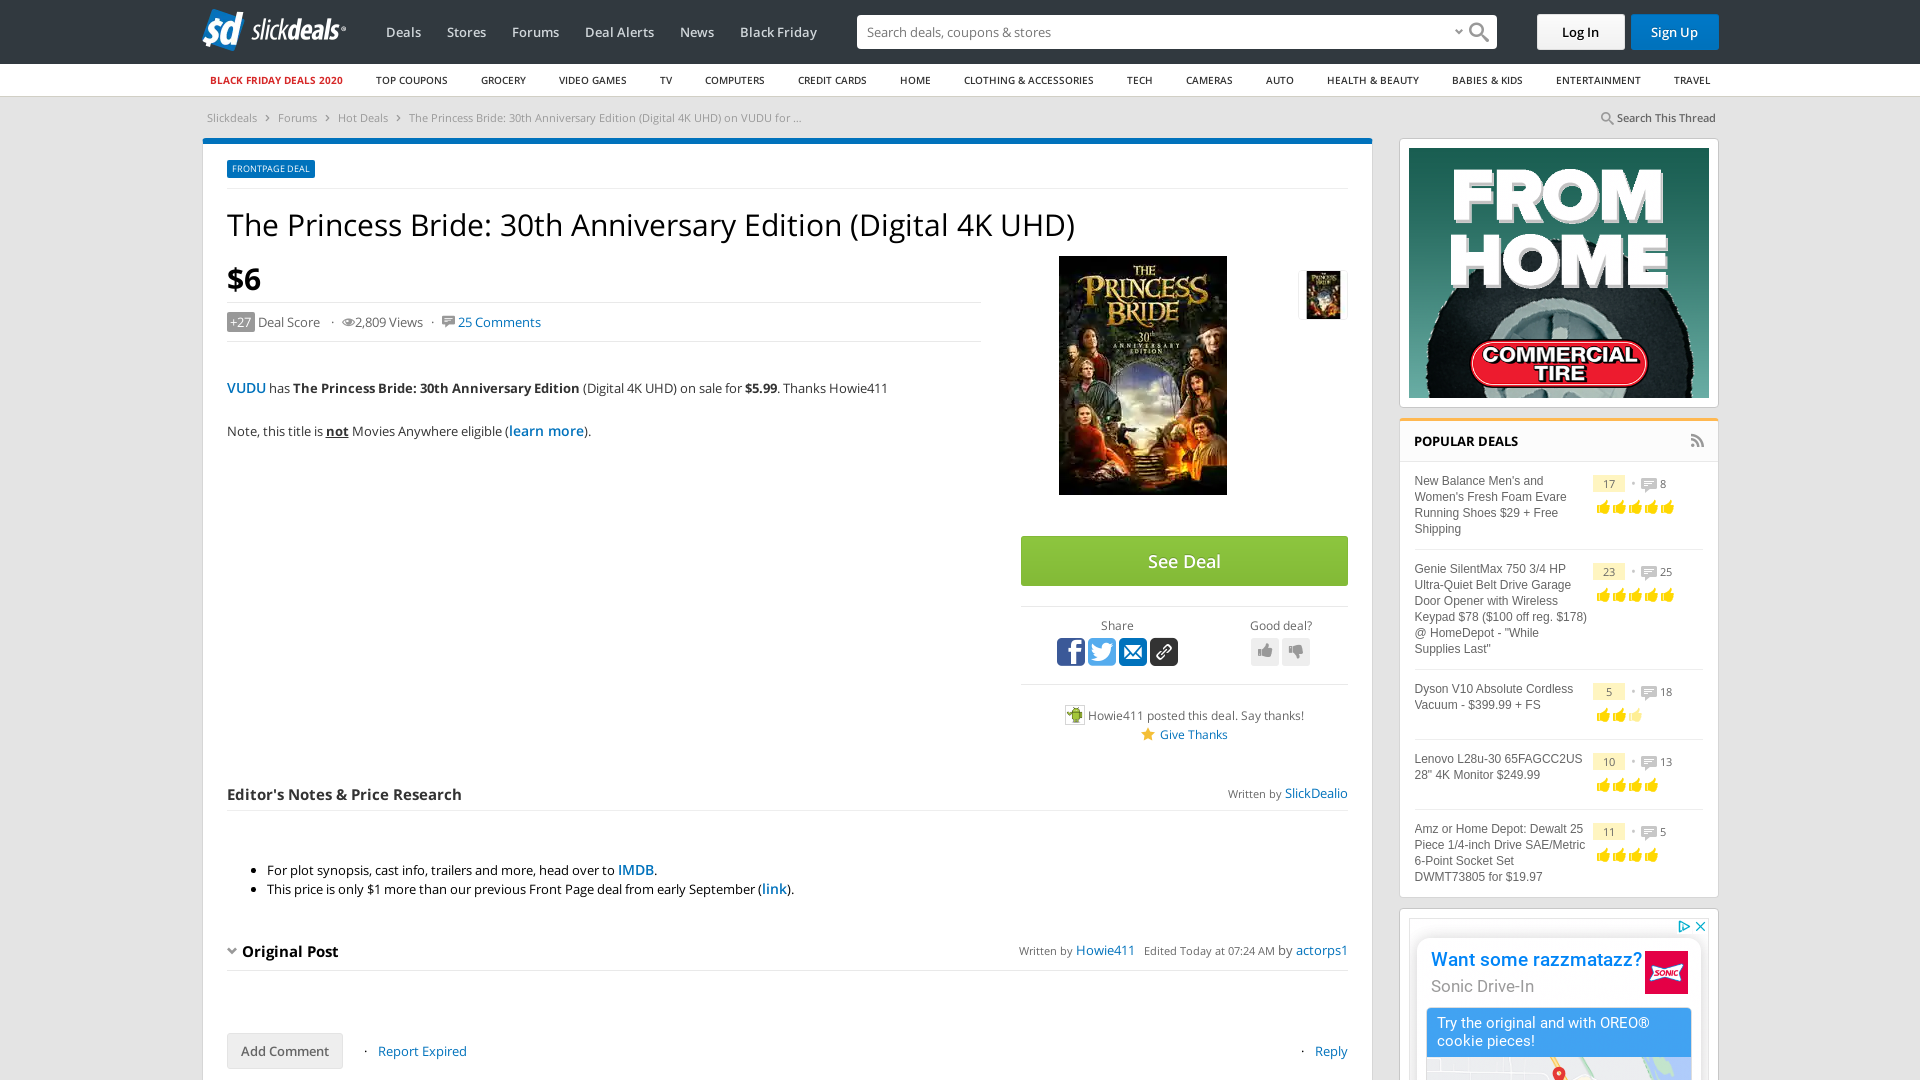 slickdeals
Deals
Stores
Forums
Deal Alerts
News
Black Friday
Search deals, coupons & stores
Log In
Sign Up
BLACK FRIDAY DEALS 2020
TOP COUPONS
GROCERY
VIDEO GAMES
TV
COMPUTERS
CREDIT CARDS
HOME
CLOTHING & ACCESSORIES
TECH
CAMERAS
AUTO
HEALTH & BEAUTY
BABIES & KIDS
ENTERTAINMENT
TRAVEL
Slickdeals › Forums › Hot Deals › The Princess Bride: 30th Anniversary Edition (Digital 4K UHD) on VUDU for ...
Search This Thread
FRONTPAGE DEAL
The Princess Bride: 30th Anniversary Edition (Digital 4K UHD)
$6
+27 Deal Score · 2,809 Views · 25 Comments
VUDU has The Princess Bride: 30th Anniversary Edition (Digital 4K UHD) on sale for $5.99. Thanks Howie411
Note, this title is not Movies Anywhere eligible (learn more).
THE
PRINCESS
BRIDE
30th
ANNIVERSARY
EDITION
See Deal
Share
Good deal?
Howie411 posted this deal. Say thanks!
Give Thanks
Editor's Notes & Price Research
Written by SlickDealio
• For plot synopsis, cast info, trailers and more, head over to IMDB.
• This price is only $1 more than our previous Front Page deal from early September (link).
Original Post
Written by Howie411 Edited Today at 07:24 AM by actorps1
Add Comment
· Report Expired
· Reply
FROM
HOME
COMMERCIAL
TIRE
POPULAR DEALS
New Balance Men's and
Women's Fresh Foam Evare
Running Shoes $29 + Free
Shipping
17 • 8
Genie SilentMax 750 3/4 HP
Ultra-Quiet Belt Drive Garage
Door Opener with Wireless
Keypad $78 ($100 off reg. $178)
@ HomeDepot - "While
Supplies Last"
23 • 25
Dyson V10 Absolute Cordless
Vacuum - $399.99 + FS
5 • 18
Lenovo L28u-30 65FAGCC2US
28" 4K Monitor $249.99
10 • 13
Amz or Home Depot: Dewalt 25
Piece 1/4-inch Drive SAE/Metric
6-Point Socket Set
DWMT73805 for $19.97
11 • 5
Want some razzmatazz?
Sonic Drive-In
SONIC
Try the original and with OREO®
cookie pieces!